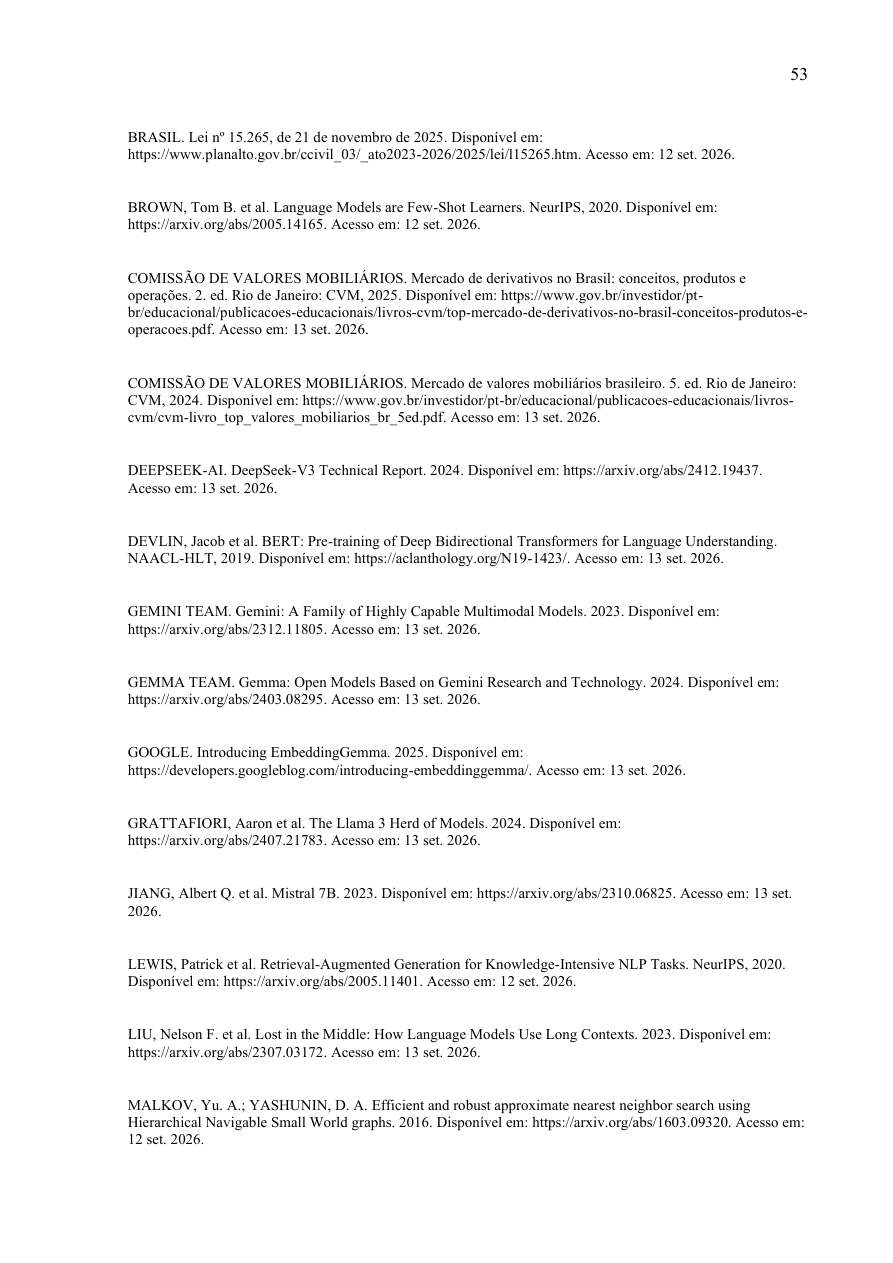 53
BRASIL. Lei nº 15.265, de 21 de novembro de 2025. Disponível em:
https://www.planalto.gov.br/ccivil_03/_ato2023-2026/2025/lei/l15265.htm. Acesso em: 12 set. 2026.
BROWN, Tom B. et al. Language Models are Few-Shot Learners. NeurIPS, 2020. Disponível em:
https://arxiv.org/abs/2005.14165. Acesso em: 12 set. 2026.
COMISSÃO DE VALORES MOBILIÁRIOS. Mercado de derivativos no Brasil: conceitos, produtos e
operações. 2. ed. Rio de Janeiro: CVM, 2025. Disponível em: https://www.gov.br/investidor/pt-
br/educacional/publicacoes-educacionais/livros-cvm/top-mercado-de-derivativos-no-brasil-conceitos-produtos-e-
operacoes.pdf. Acesso em: 13 set. 2026.
COMISSÃO DE VALORES MOBILIÁRIOS. Mercado de valores mobiliários brasileiro. 5. ed. Rio de Janeiro:
CVM, 2024. Disponível em: https://www.gov.br/investidor/pt-br/educacional/publicacoes-educacionais/livros-
cvm/cvm-livro_top_valores_mobiliarios_br_5ed.pdf. Acesso em: 13 set. 2026.
DEEPSEEK-AI. DeepSeek-V3 Technical Report. 2024. Disponível em: https://arxiv.org/abs/2412.19437.
Acesso em: 13 set. 2026.
DEVLIN, Jacob et al. BERT: Pre-training of Deep Bidirectional Transformers for Language Understanding.
NAACL-HLT, 2019. Disponível em: https://aclanthology.org/N19-1423/. Acesso em: 13 set. 2026.
GEMINI TEAM. Gemini: A Family of Highly Capable Multimodal Models. 2023. Disponível em:
https://arxiv.org/abs/2312.11805. Acesso em: 13 set. 2026.
GEMMA TEAM. Gemma: Open Models Based on Gemini Research and Technology. 2024. Disponível em:
https://arxiv.org/abs/2403.08295. Acesso em: 13 set. 2026.
GOOGLE. Introducing EmbeddingGemma. 2025. Disponível em:
https://developers.googleblog.com/introducing-embeddinggemma/. Acesso em: 13 set. 2026.
GRATTAFIORI, Aaron et al. The Llama 3 Herd of Models. 2024. Disponível em:
https://arxiv.org/abs/2407.21783. Acesso em: 13 set. 2026.
JIANG, Albert Q. et al. Mistral 7B. 2023. Disponível em: https://arxiv.org/abs/2310.06825. Acesso em: 13 set.
2026.
LEWIS, Patrick et al. Retrieval-Augmented Generation for Knowledge-Intensive NLP Tasks. NeurIPS, 2020.
Disponível em: https://arxiv.org/abs/2005.11401. Acesso em: 12 set. 2026.
LIU, Nelson F. et al. Lost in the Middle: How Language Models Use Long Contexts. 2023. Disponível em:
https://arxiv.org/abs/2307.03172. Acesso em: 13 set. 2026.
MALKOV, Yu. A.; YASHUNIN, D. A. Efficient and robust approximate nearest neighbor search using
Hierarchical Navigable Small World graphs. 2016. Disponível em: https://arxiv.org/abs/1603.09320. Acesso em:
12 set. 2026.